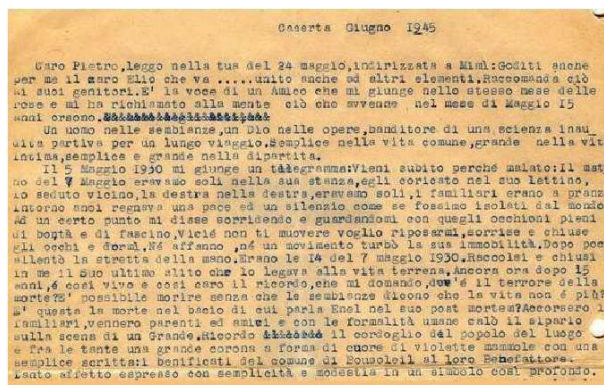 Caserta Giugno 1945
Caro Pietro,leggo nella tua del 24 maggio,indirizzata a Mimì:Goditi anche
per me il caro Elio che va .....unito anche ad altri elementi.Raccomanda ciò
ai suoi genitori.E' la voce di un Amico che mi giunge nello stesso mese delle
rose e mi ha richiamato alla mente ciò che avvenne nel mese di Maggio I5
anni orsono.
Un uomo nelle sembianze,un Dio nelle opere,banditore di una scienza inau
dita partiva per un lungo viaggio.Semplice nella vita comune,grande nella vit
intima,semplice e grande nella dipartita.
Il 5 Maggio I930 mi giunge un telegramma:Vieni subito perché malato:Il mat
no del 7 Maggio eravamo soli nella sua stanza,egli coricato nel suo lettino,
io seduto vicino,la destra nella destra,eravamo soli,i familiari erano a pranz
intorno a noi regnava una pace ed un silenzio come se fossimo isolati dal mondo
Ad un certo punto mi disse sorridendo e guardandomi con quegli occhioni pieni
di bontà e di fascino,Vicié non ti muovere voglio riposarmi,sorrise e chiuse
gli occhi e dormì.Né affanno ,né un movimento turbò la sua immobilità.Dopo poc
allentò la stretta della mano.Erano le I4 del 7 maggio I930.Raccolsi e chiusi
in me il Suo ultimo alito che lo legava alla vita terrena.Ancora ora dopo I5
anni,é così vivo e così caro il ricordo,che mi domando,dov'é il terrore della
morte?E' possibile morire senza che le sembianze dicono che la vita non é più?
E' questa la morte nel bacio di cui parla Enel nel suo post mortem?Accorsero i
familiari,vennero parenti ed amici e con le formalità umane calò il sipario
sulla scena di un Grande.Ricordo il cordoglio del popolo del luogo
e fra le tante una grande corona a forma di cuore di violette mammole con una
semplice scritta:i benificati del comune di Bousoleil al loro Benefattore.
Tanto affetto espresso con semplicità e modestia in un simbolo così profondo.